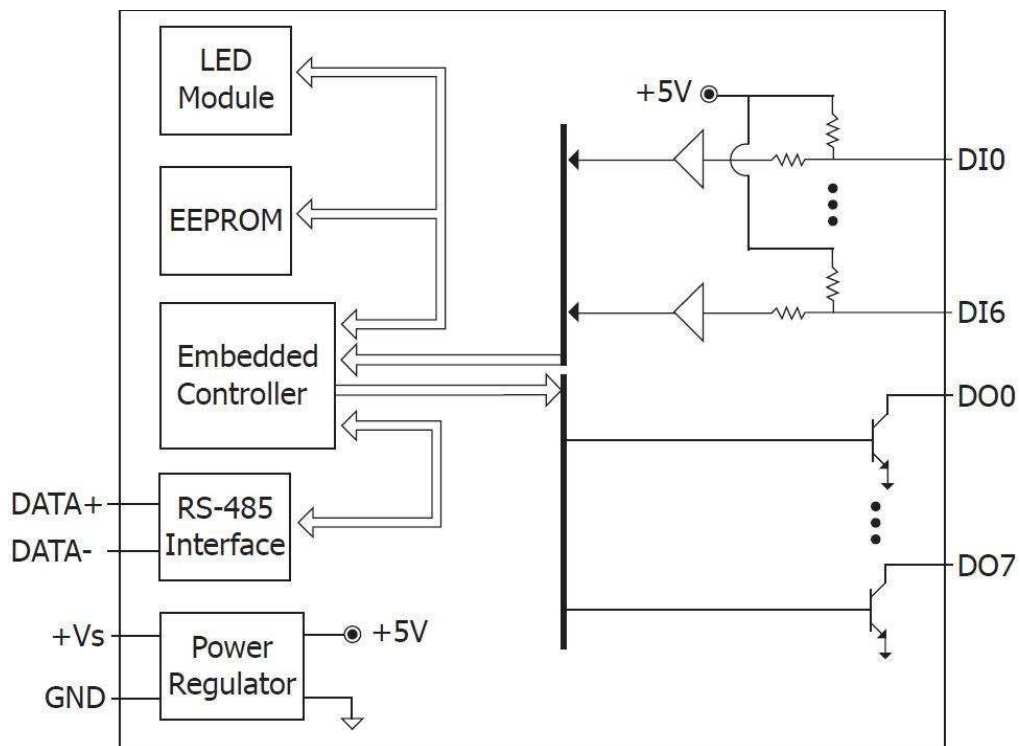 LED
Module
+5V
DI0
EEPROM
DI6
Embedded
Controller
DO0
DATA+
RS-485
DATA-
Interface
DO7
+Vs
+5V
Power
Regulator
GND